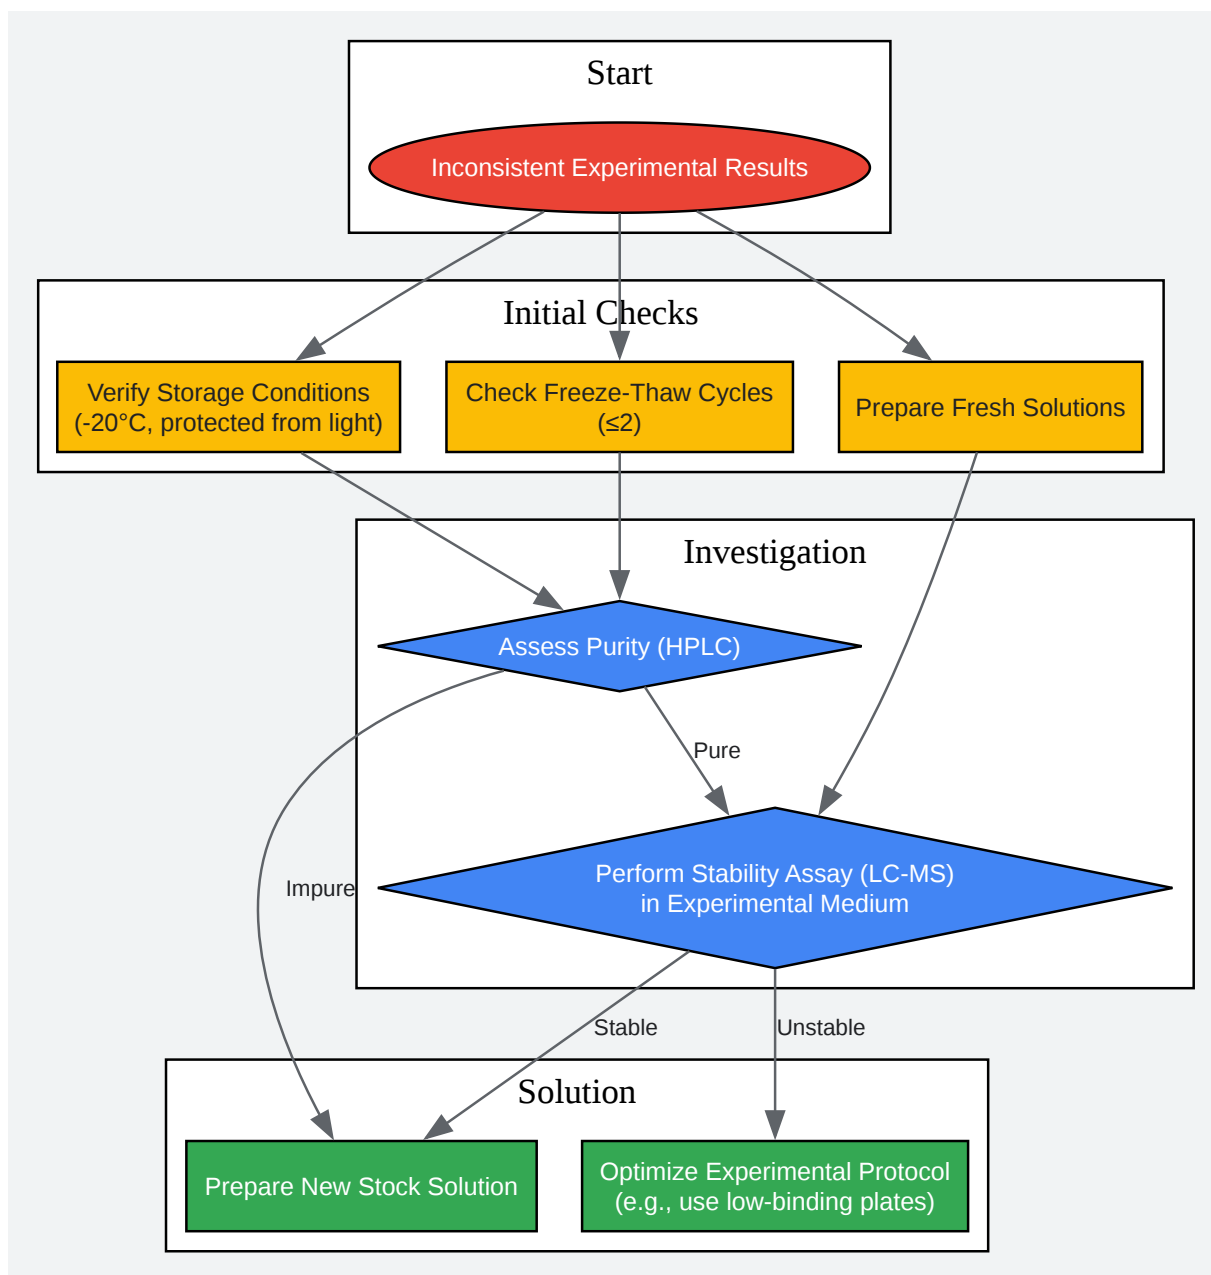 Start
Inconsistent Experimental Results
Initial Checks
Verify Storage Conditions
(-20°C, protected from light)
Check Freeze-Thaw Cycles
(≤2)
Prepare Fresh Solutions
Investigation
Assess Purity (HPLC)
Pure
Perform Stability Assay (LC-MS)
in Experimental Medium
Impure
Stable
Unstable
Solution
Prepare New Stock Solution
Optimize Experimental Protocol
(e.g., use low-binding plates)